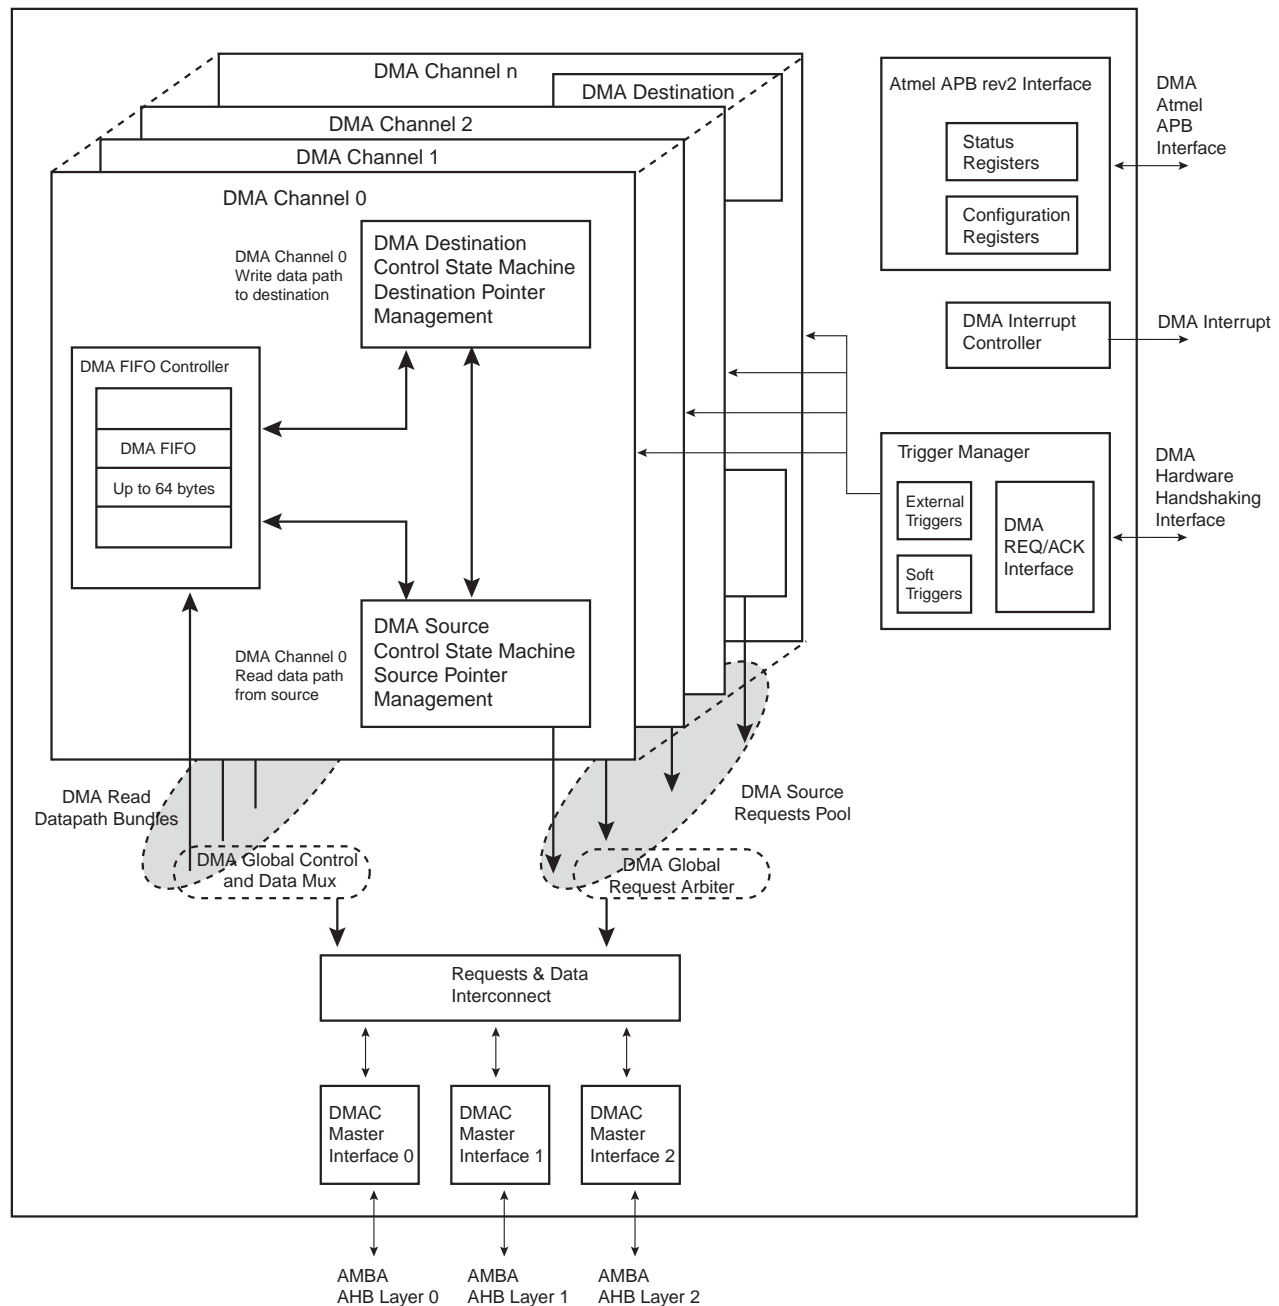 DMA Channel n
DMA Destination
DMA Channel 2
DMA Channel 1
DMA Channel 0
DMA Channel 0
Write data path
to destination
DMA Destination
Control State Machine
Destination Pointer
Management
DMA FIFO Controller
DMA FIFO
Up to 64 bytes
DMA Channel 0
Read data path
from source
DMA Source
Control State Machine
Source Pointer
Management
Atmel APB rev2 Interface
Status
Registers
Configuration
Registers
DMA
Atmel
APB
Interface
DMA Interrupt
Controller
DMA Interrupt
Trigger Manager
External
Triggers
Soft
Triggers
DMA
REQ/ACK
Interface
DMA
Hardware
Handshaking
Interface
DMA Read
Datapath Bundles
DMA Source
Requests Pool
DMA Global Control
and Data Mux
DMA Global
Request Arbiter
Requests & Data
Interconnect
DMAC
Master
Interface 0
DMAC
Master
Interface 1
DMAC
Master
Interface 2
AMBA
AHB Layer 0
AMBA
AHB Layer 1
AMBA
AHB Layer 2